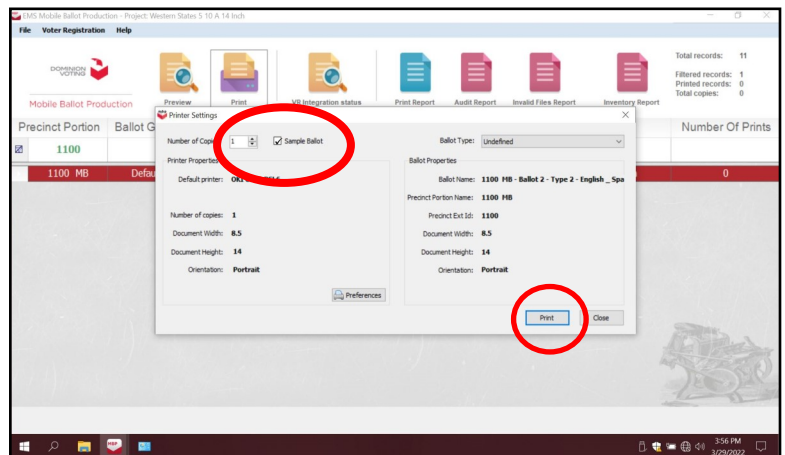 EMS Mobile Ballot Production - Project: Western States 5 10 A 14 Inch
File Voter Registration Help
DOMINION VOTING
Mobile Ballot Production
Preview
Print
VR Integration status
Print Report
Audit Report
Invalid Files Report
Inventory Report
Total records: 11
Filtered records: 1
Printed records: 0
Total copies: 0
Precinct Portion Ballot G Number Of Prints
1100
1100 MB Defau 0
Printer Settings
Number of Copies 1 Sample Ballot
Ballot Type: Undefined
Printer Properties
Default printer: OKI
Number of copies: 1
Document Width: 8.5
Document Height: 14
Orientation: Portrait
Preferences
Ballot Properties
Ballot Name: 1100 MB - Ballot 2 - Type 2 - English _ Spa
Precinct Portion Name: 1100 MB
Precinct Ext Id: 1100
Document Width: 8.5
Document Height: 14
Orientation: Portrait
Print Close
MBP
3:56 PM
3/29/2022